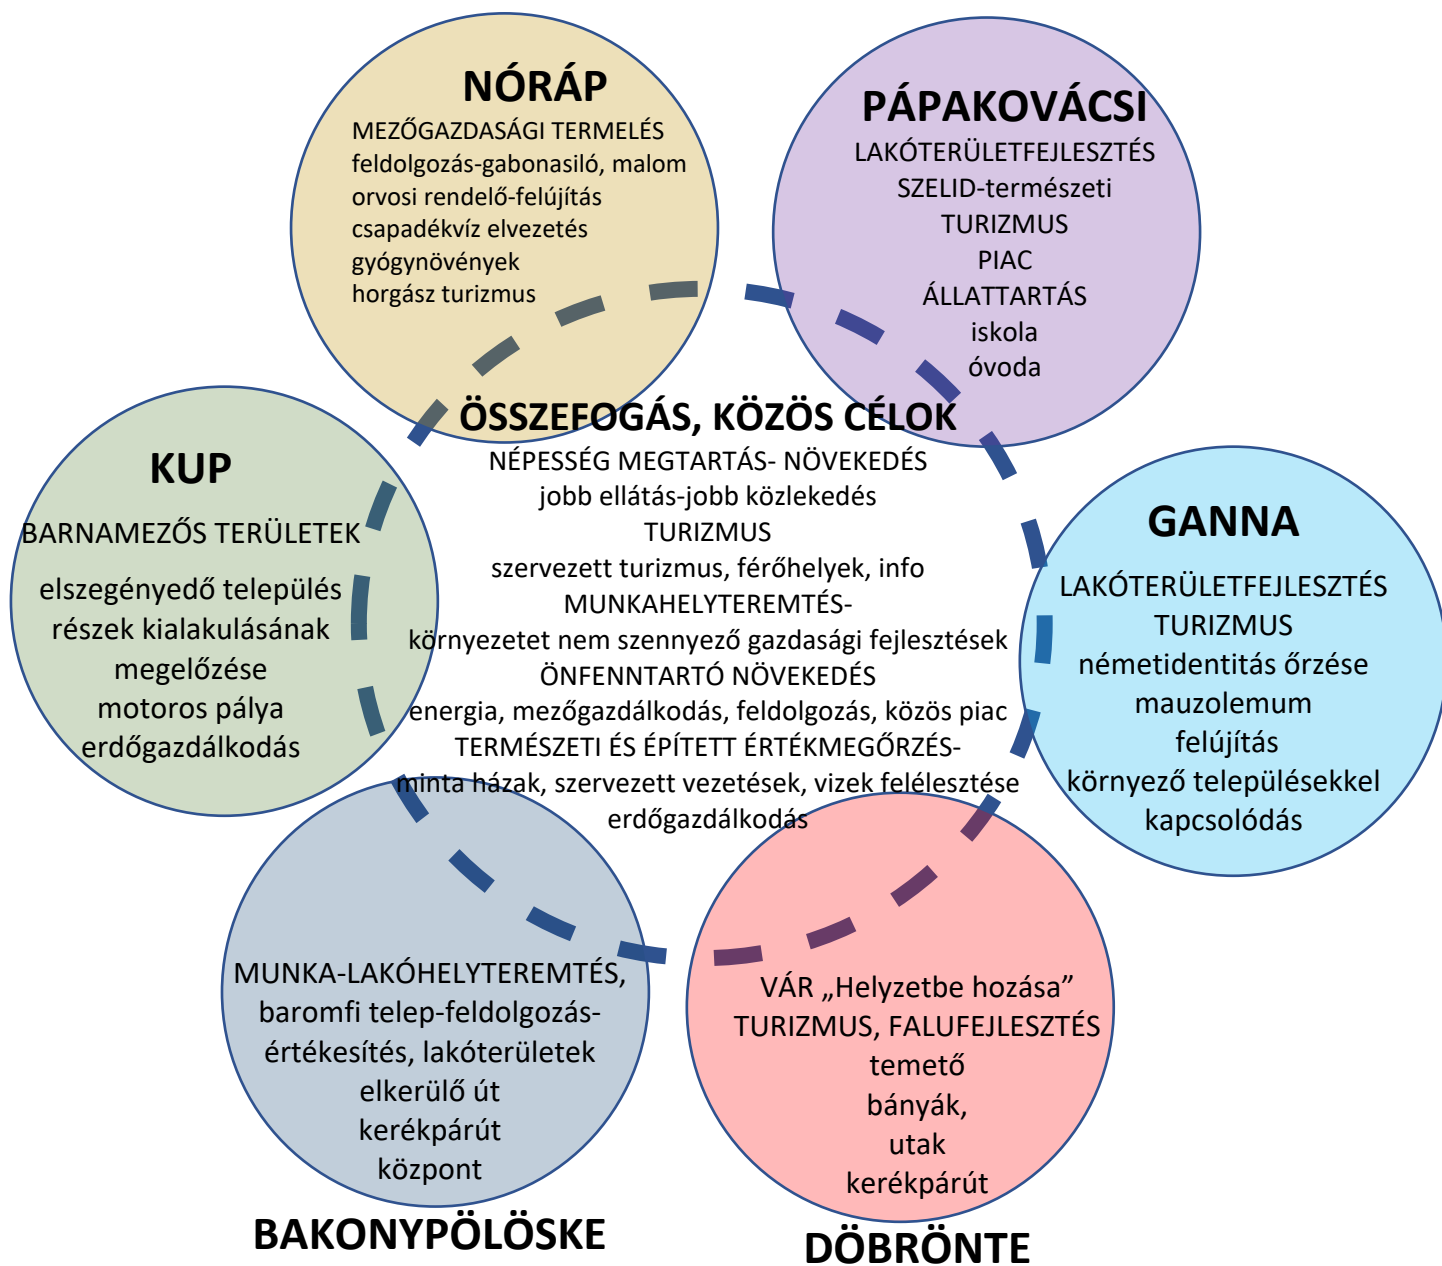 NÓRÁP
MEZŐGAZDASÁGI TERMELÉS
feldolgozás-gabonasiló, malom
orvosi rendelő-felújítás
csapadékvíz elvezetés
gyógynövények
horgász turizmus
PÁPAKOVÁCSI
LAKÓTERÜLETFEJLESZTÉS
SZELID-természeti
TURIZMUS
PIAC
ÁLLATTARTÁS
iskola
óvoda
KUP
BARNAMEZŐS TERÜLETEK
elszegényedő település
részek kialakulásának
megelőzése
motoros pálya
erdőgazdálkodás
ÖSSZEFOGÁS, KÖZÖS CÉLOK
NÉPESSÉG MEGTARTÁS- NÖVEKEDÉS
jobb ellátás-jobb közlekedés
TURIZMUS
szervezett turizmus, férőhelyek, info
MUNKAHELYTEREMTÉS-
környezetet nem szennyező gazdasági fejlesztések
ÖNFENNTARTÓ NÖVEKEDÉS
energia, mezőgazdálkodás, feldolgozás, közös piac
TERMÉSZETI ÉS ÉPÍTETT ÉRTÉKMEGŐRZÉS-
minta házak, szervezett vezetések, vizek felélesztése
erdőgazdálkodás
GANNA
LAKÓTERÜLETFEJLESZTÉS
TURIZMUS
németidentitás őrzése
mauzolemum
felújítás
környező településekkel
kapcsolódás
MUNKA-LAKÓHELYTEREMTÉS,
baromfi telep-feldolgozás-
értékesítés, lakóterületek
elkerülő út
kerékpárút
központ
BAKONYPÖLÖSKE
VÁR „Helyzetbe hozása”
TURIZMUS, FALUFEJLESZTÉS
temető
bányák,
utak
kerékpárút
DÖBRÖNTE